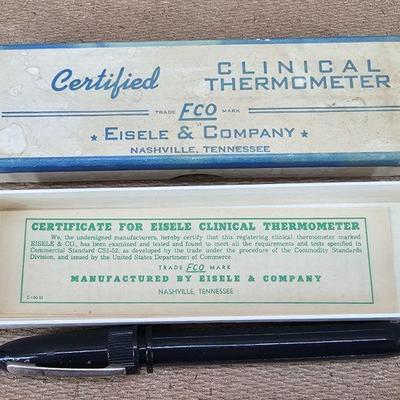 Certified CLINICAL THERMOMETER
TRADE ECO MARK
★ EISELE & COMPANY ★
NASHVILLE, TENNESSEE
CERTIFICATE FOR EISELE CLINICAL THERMOMETER
We, the undersigned manufacturers, hereby certify that this registering clinical thermometer marked
EISELE & CO., has been examined and tested and found to meet all the requirements and tests specified in
Commercial Standard CS1-52, as developed by the trade under the procedure of the Commodity Standards
Division, and issued by the United States Department of Commerce.
TRADE ECO MARK
MANUFACTURED BY EISELE & COMPANY
NASHVILLE, TENNESSEE